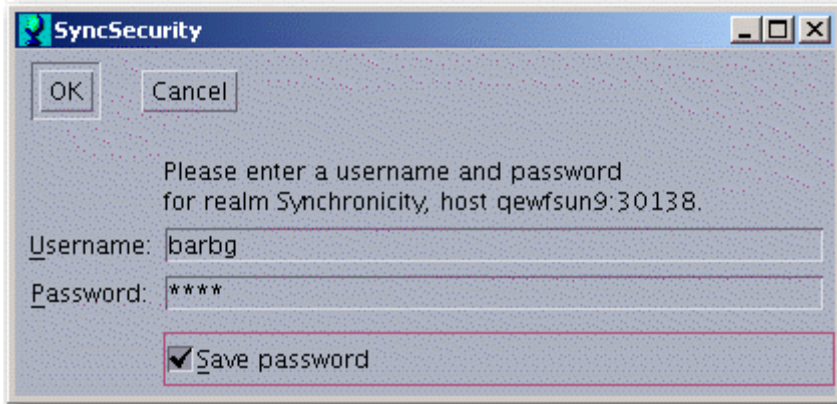 SyncSecurity
OK Cancel
Please enter a username and password
for realm Synchronicity, host qewfsun9:30138.
Username: barbg
Password: ****
Save password